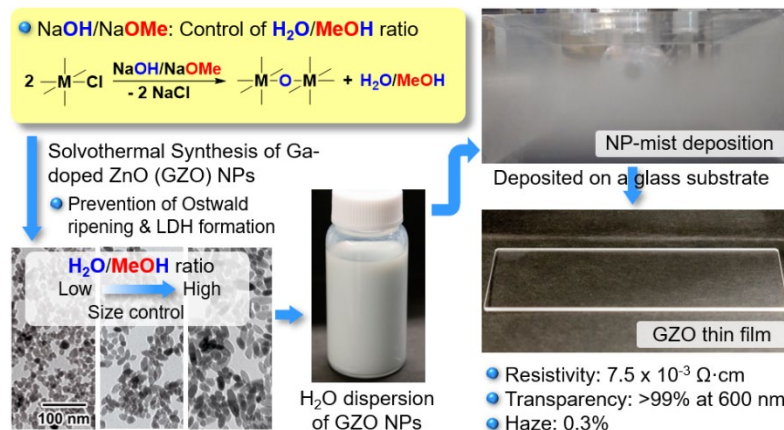 NaOH/NaOMe: Control of H₂O/MeOH ratio
2 M Cl NaOH/NaOMe - 2 NaCl M O M + H₂O/MeOH
Solvothermal Synthesis of Ga-
doped ZnO (GZO) NPs
Prevention of Ostwald
ripening & LDH formation
H₂O/MeOH ratio
Low High
Size control
100 nm
H₂O dispersion
of GZO NPs
NP-mist deposition
Deposited on a glass substrate
GZO thin film
Resistivity: 7.5 x 10⁻³ Ω·cm
Transparency: >99% at 600 nm
Haze: 0.3%